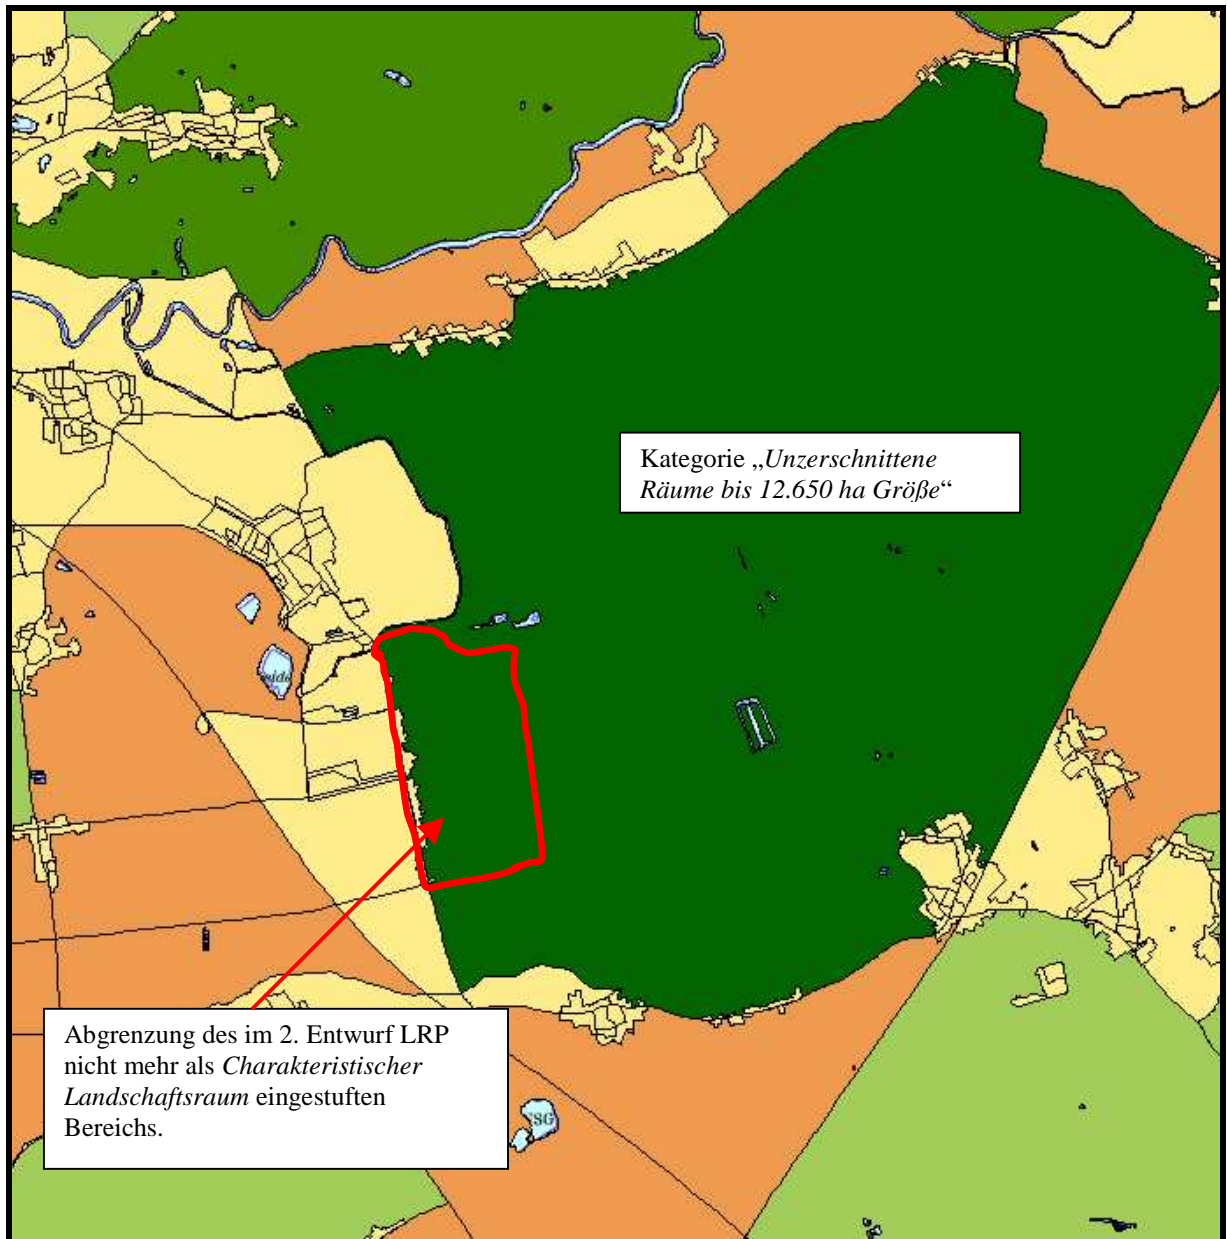 Kategorie „Unzerschnittene
Räume bis 12.650 ha Größe“
Abgrenzung des im 2. Entwurf LRP
nicht mehr als Charakteristischer
Landschaftsraum eingestuften
Bereichs.